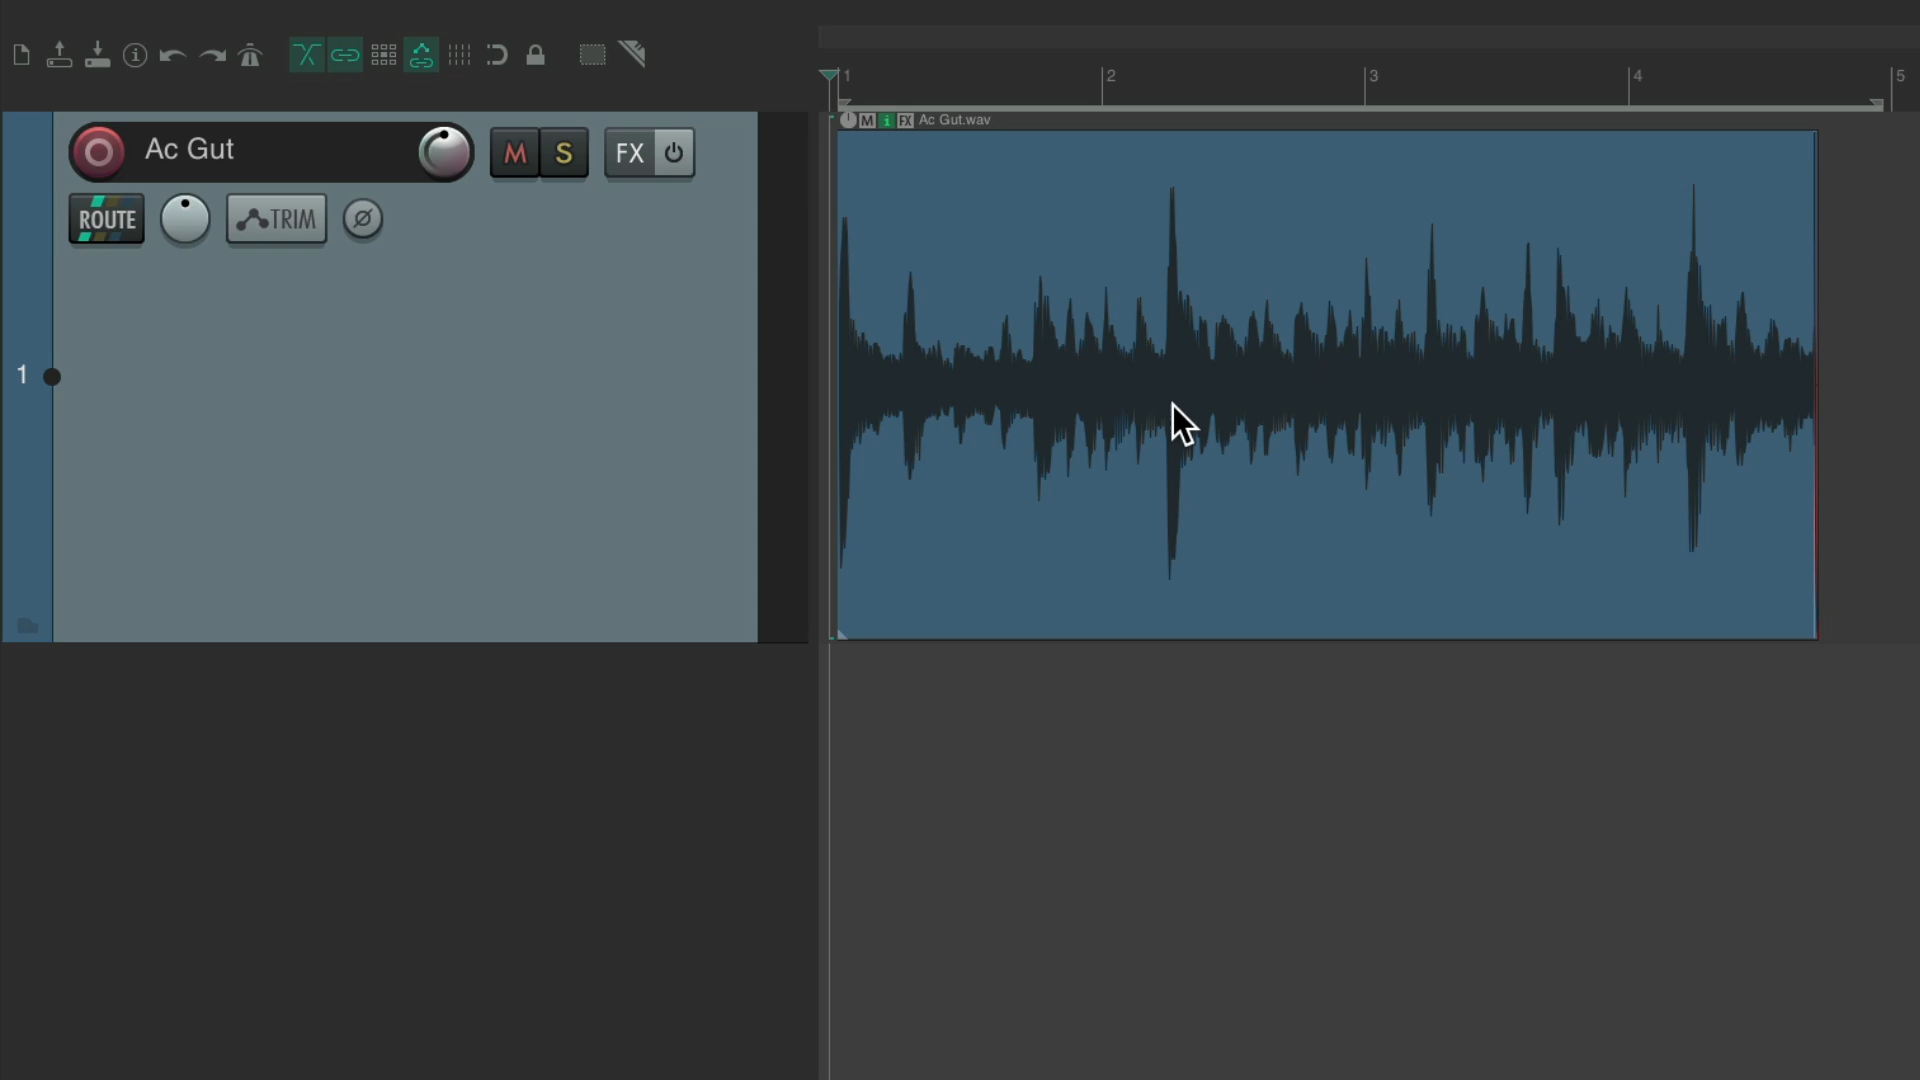 1 2 3 4 5
M i FX Ac Gut.wav
Ac Gut M S FX
ROUTE TRIM
1